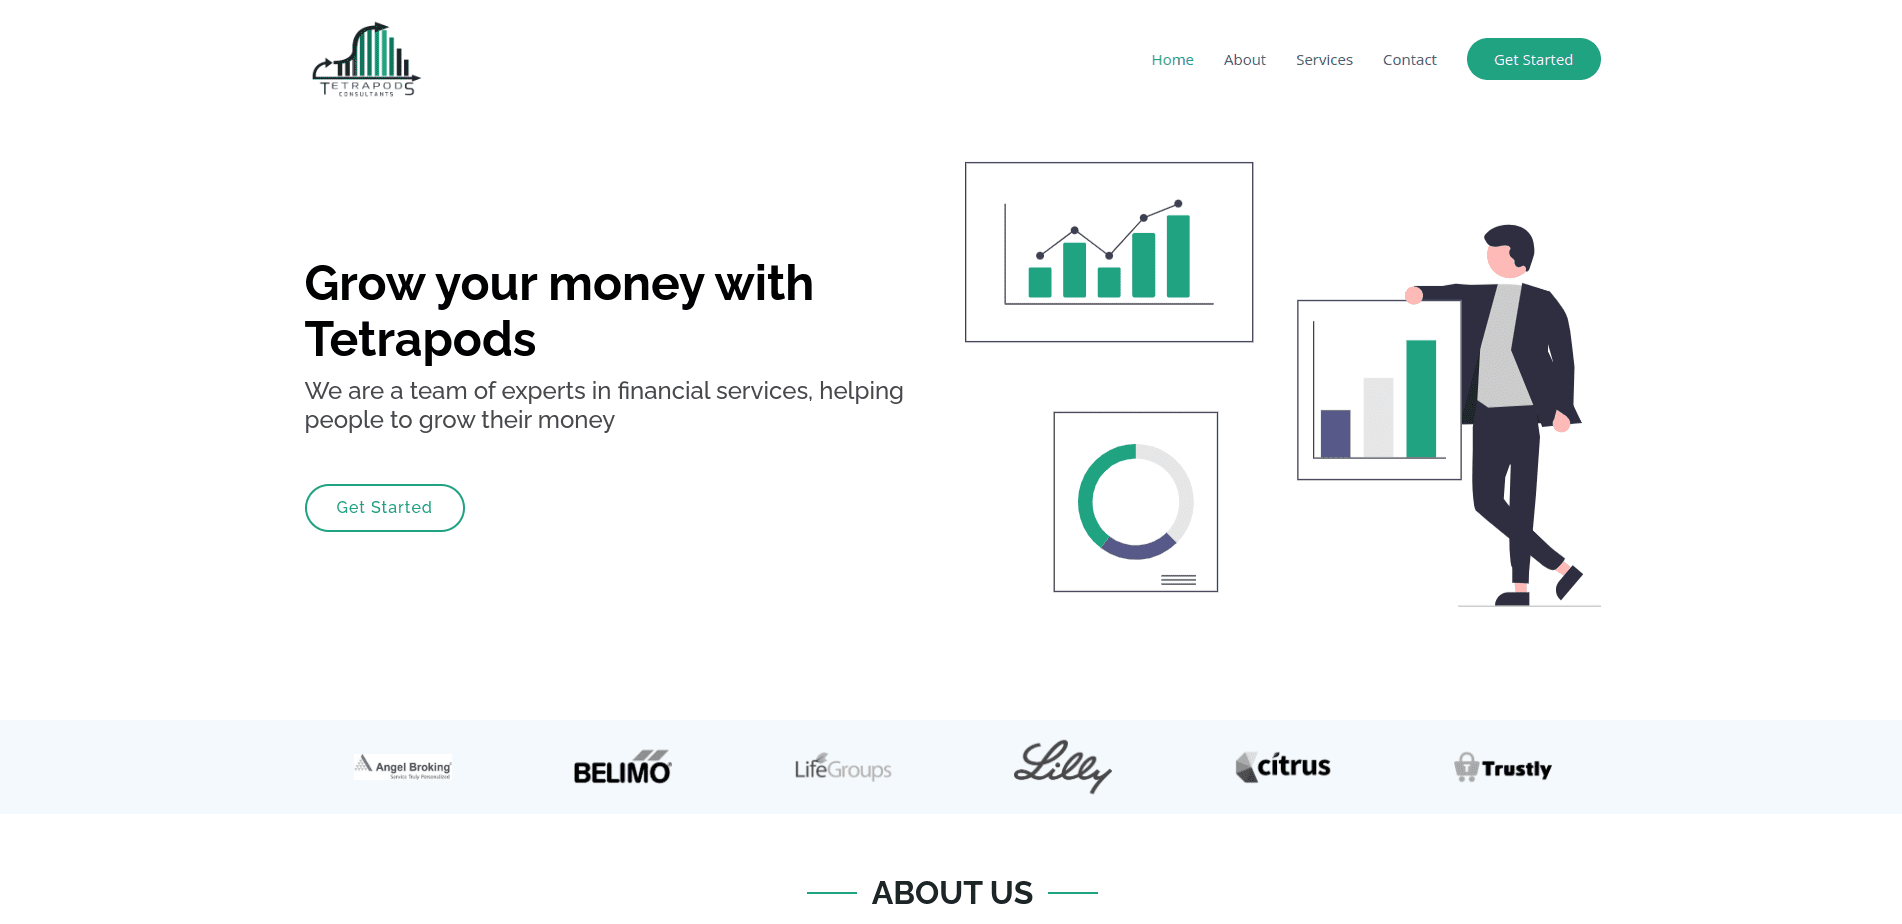 TETRAPODS
CONSULTANTS
Home About Services Contact Get Started
Grow your money with
Tetrapods
We are a team of experts in financial services, helping
people to grow their money
Get Started
Angel Broking
Service Truly Personalized
BELIMO
LifeGroups
Lilly
citrus
Trustly
ABOUT US